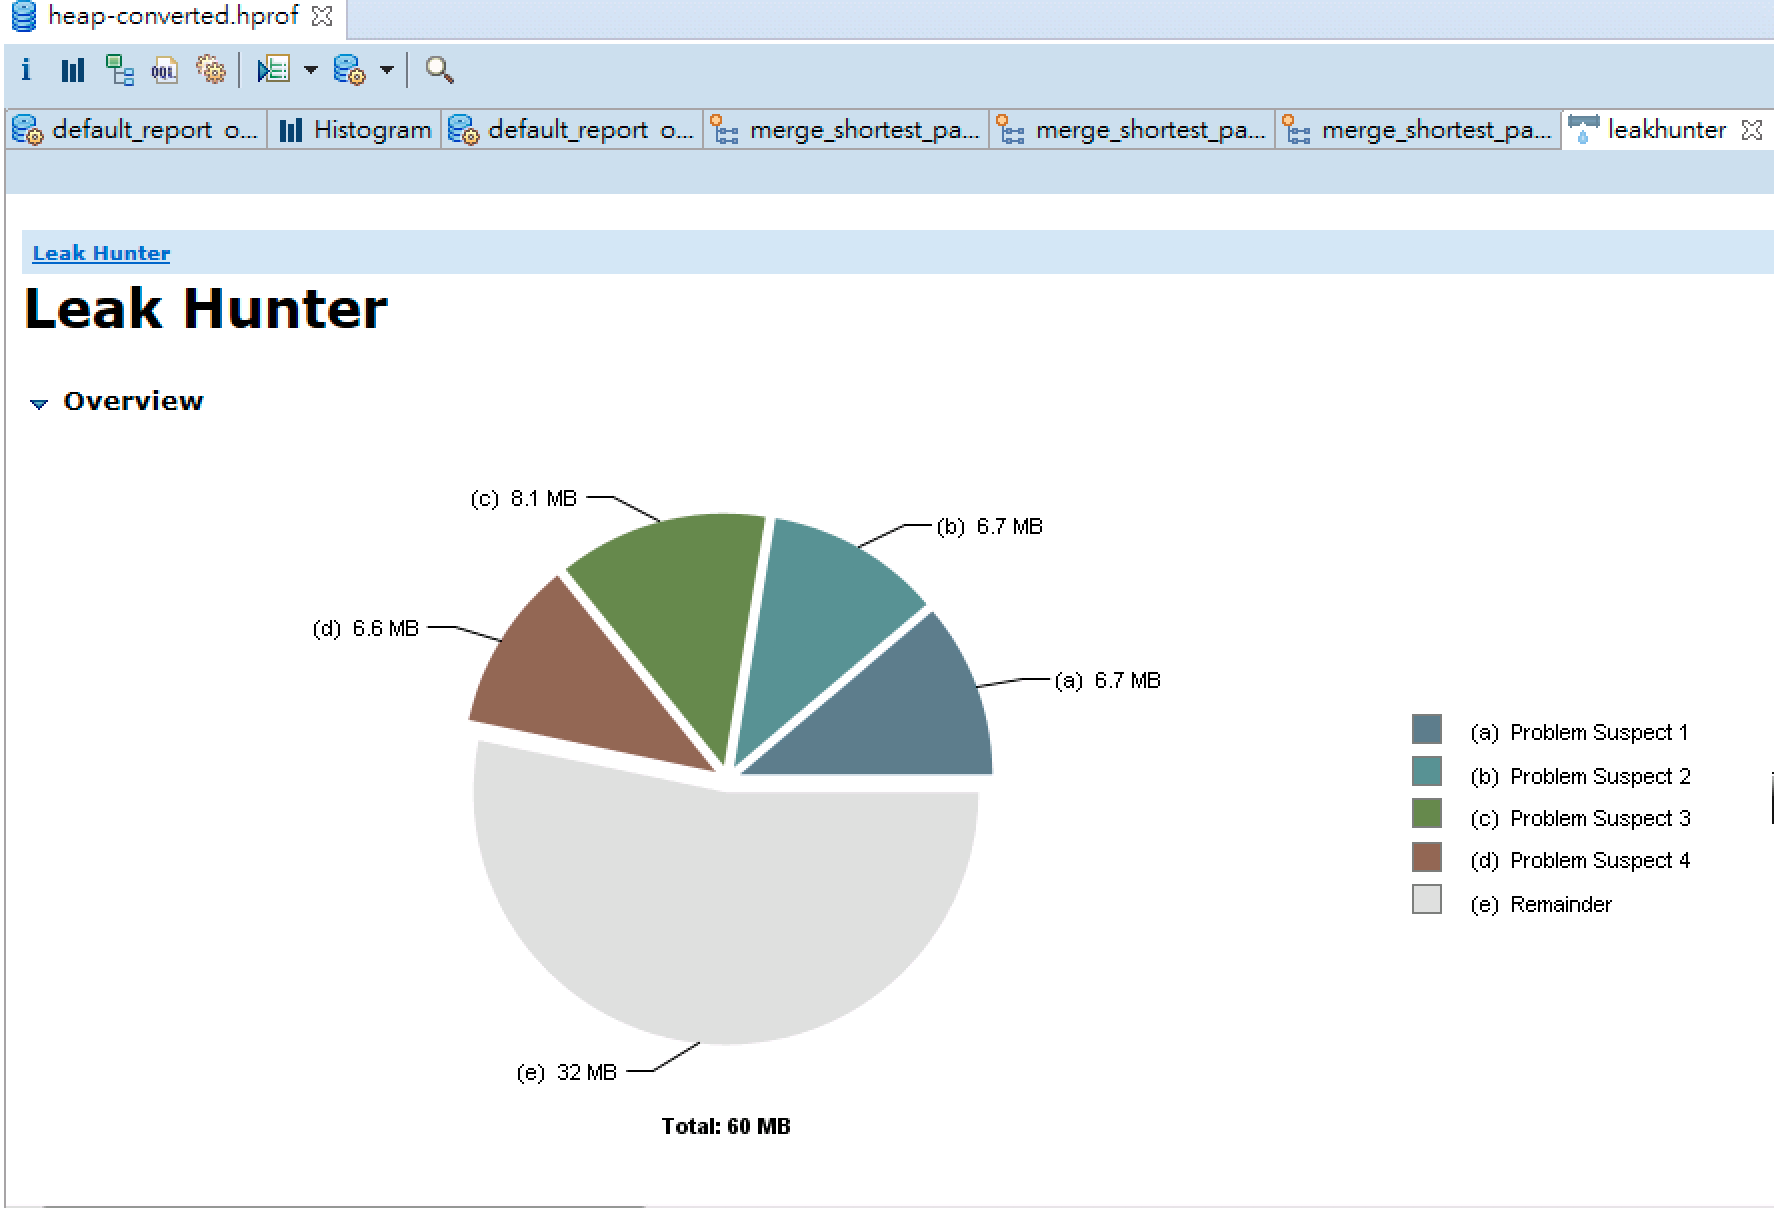 heap-converted.hprof
i OQL
default_report o... Histogram default_report o... merge_shortest_pa... merge_shortest_pa... merge_shortest_pa... leakhunter
Leak Hunter
Leak Hunter
Overview
(c) 8.1 MB
(b) 6.7 MB
(d) 6.6 MB
(a) 6.7 MB
(a) Problem Suspect 1
(b) Problem Suspect 2
(c) Problem Suspect 3
(d) Problem Suspect 4
(e) Remainder
(e) 32 MB
Total: 60 MB